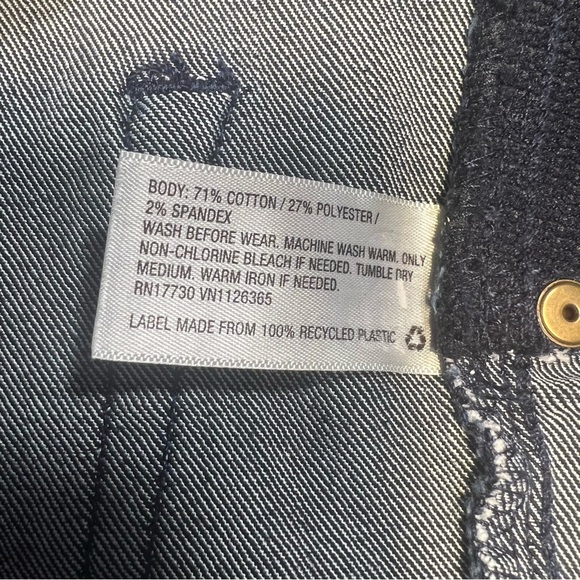 BODY: 71% COTTON / 27% POLYESTER /
2% SPANDEX
WASH BEFORE WEAR. MACHINE WASH WARM. ONLY
NON-CHLORINE BLEACH IF NEEDED. TUMBLE DRY
MEDIUM. WARM IRON IF NEEDED.
RN17730 VN1126365
LABEL MADE FROM 100% RECYCLED PLASTIC